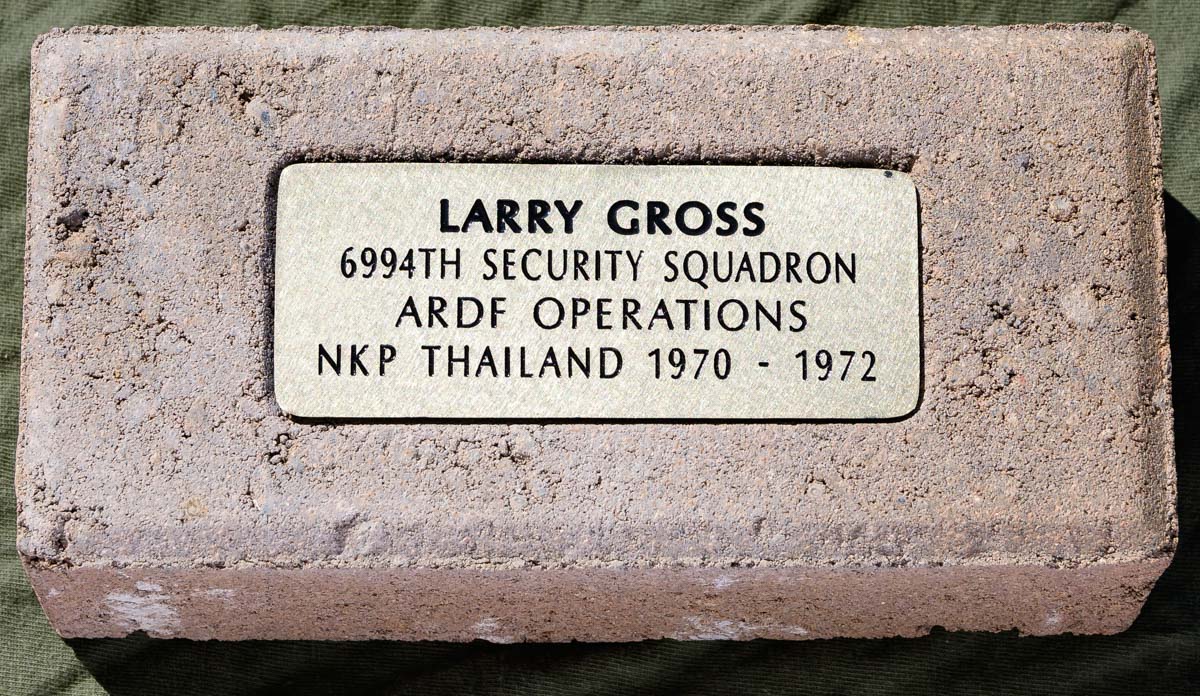 LARRY GROSS
6994TH SECURITY SQUADRON
ARDF OPERATIONS
NKP THAILAND 1970 - 1972